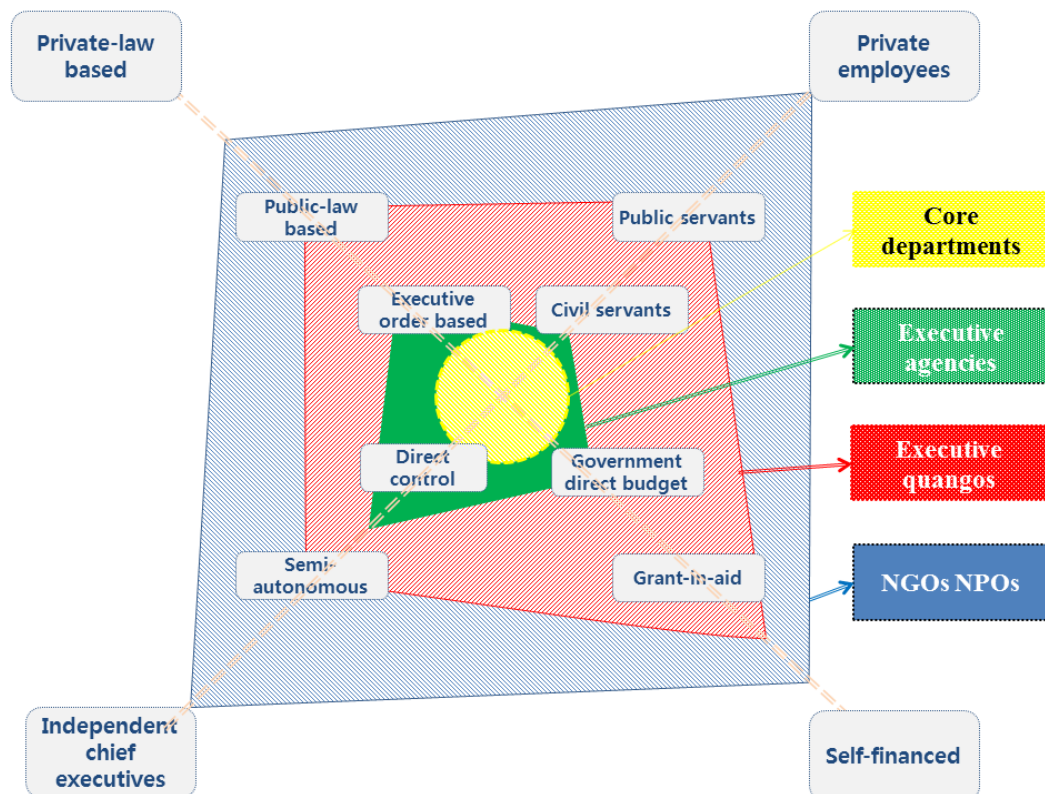 Private-law
based
Private
employees
Public-law
based
Public servants
Core
departments
Executive
order based
Civil servants
Executive
agencies
Direct
control
Government
direct budget
Executive
quangos
Semi-
autonomous
Grant-in-aid
NGOs NPOs
Independent
chief
executives
Self-financed